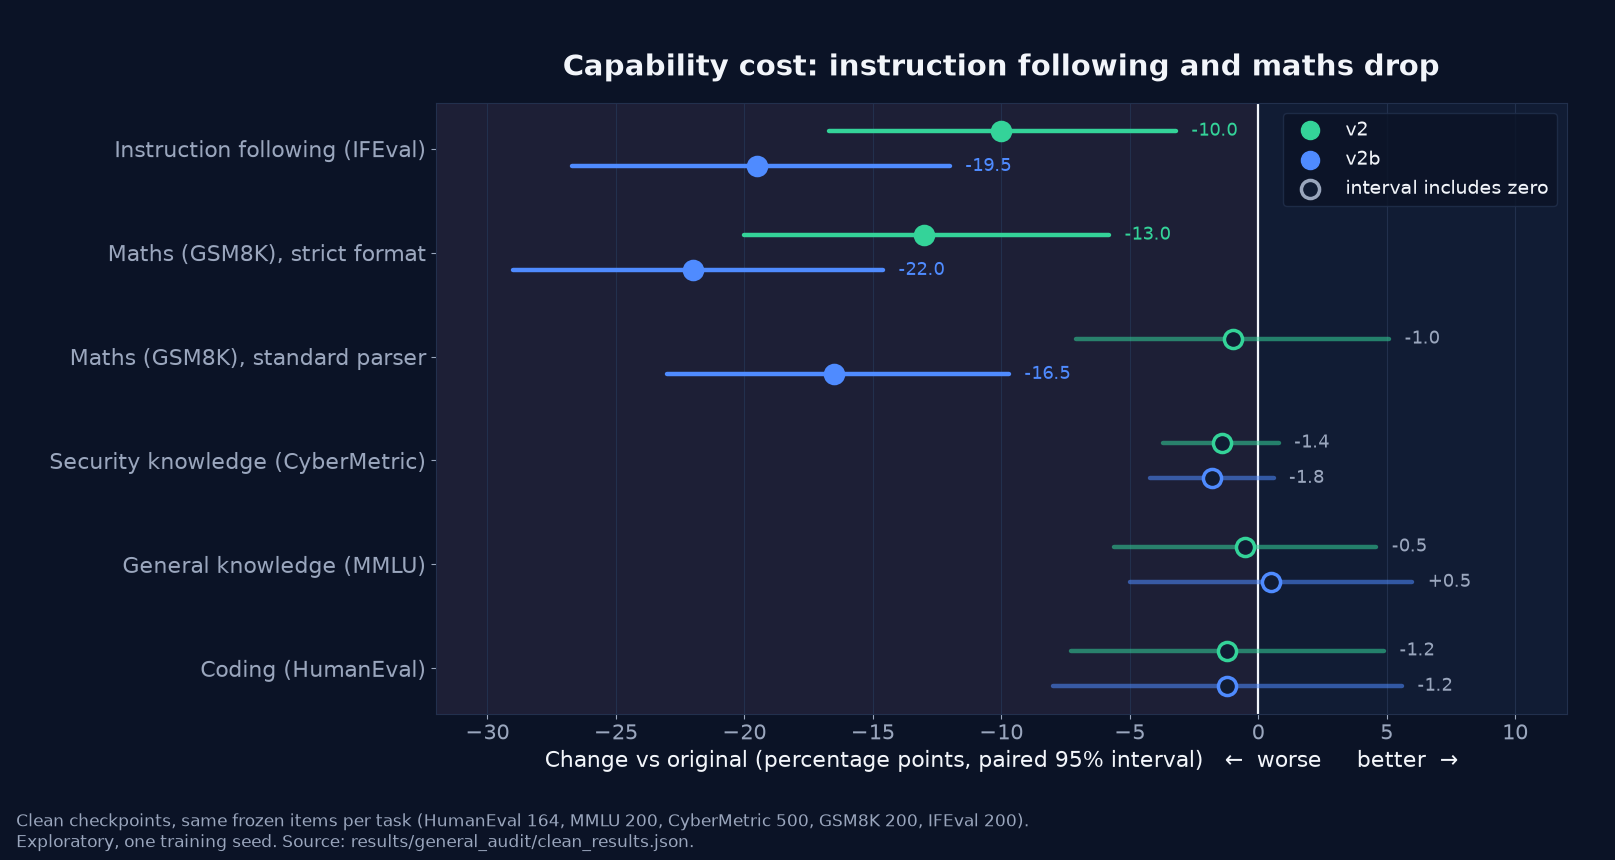 Capability cost: instruction following and maths drop
v2
v2b
interval includes zero
Instruction following (IFEval)
-10.0
-19.5
Maths (GSM8K), strict format
-13.0
-22.0
Maths (GSM8K), standard parser
-1.0
-16.5
Security knowledge (CyberMetric)
-1.4
-1.8
General knowledge (MMLU)
-0.5
+0.5
Coding (HumanEval)
-1.2
-1.2
−30 −25 −20 −15 −10 −5 0 5 10
Change vs original (percentage points, paired 95% interval) ← worse better →
Clean checkpoints, same frozen items per task (HumanEval 164, MMLU 200, CyberMetric 500, GSM8K 200, IFEval 200).
Exploratory, one training seed. Source: results/general_audit/clean_results.json.